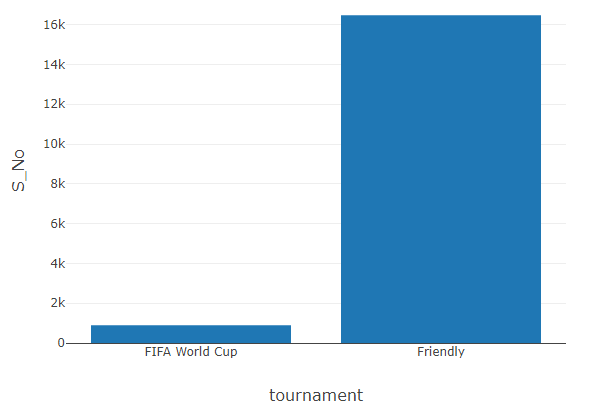 16k
14k
12k
10k
8k
6k
4k
2k
0
S_No
FIFA World Cup
Friendly
tournament